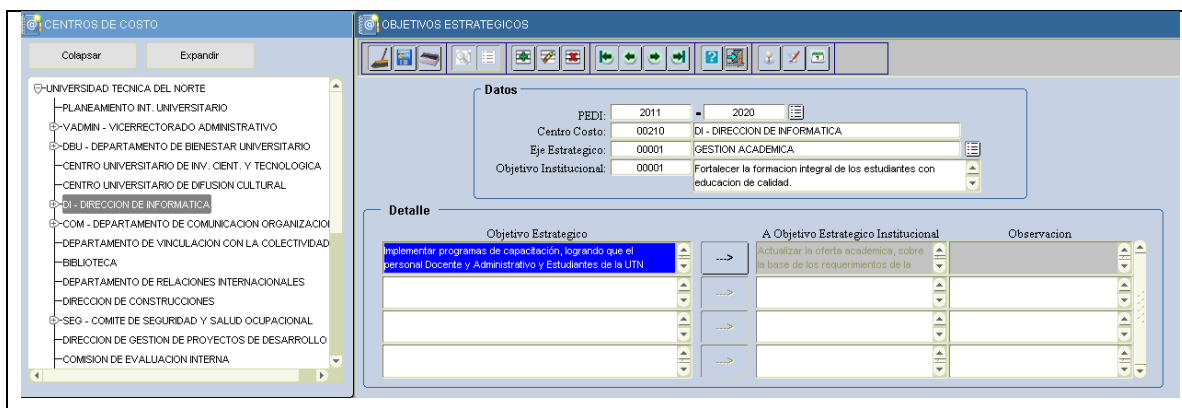 CENTROS DE COSTO
Colapsar Expandir
UNIVERSIDAD TECNICA DEL NORTE
PLANEAMIENTO INT. UNIVERSITARIO
VADMIN - VICERRECTORADO ADMINISTRATIVO
DBU - DEPARTAMENTO DE BIENESTAR UNIVERSITARIO
CENTRO UNIVERSITARIO DE INV. CIENT. Y TECNOLOGICA
CENTRO UNIVERSITARIO DE DIFUSION CULTURAL
DI - DIRECCION DE INFORMATICA
COM - DEPARTAMENTO DE COMUNICACION ORGANIZACIO
DEPARTAMENTO DE VINCULACION CON LA COLECTIVIDAD
BIBLIOTECA
DEPARTAMENTO DE RELACIONES INTERNACIONALES
DIRECCION DE CONSTRUCCIONES
SEG - COMITE DE SEGURIDAD Y SALUD OCUPACIONAL
DIRECCION DE GESTION DE PROYECTOS DE DESARROLLO
COMISION DE EVALUACION INTERNA
OBJETIVOS ESTRATEGICOS
Datos
PEDI: 2011 - 2020
Centro Costo: 00210 DI - DIRECCION DE INFORMATICA
Eje Estrategico: 00001 GESTION ACADEMICA
Objetivo Institucional: 00001 Fortalecer la formacion integral de los estudiantes con
educacion de calidad.
Detalle
Objetivo Estrategico A Objetivo Estrategico Institucional Observacion
Implementar programas de capacitación, logrando que el ---> Actualizar la oferta academica, sobre
personal Docente y Administrativo y Estudiantes de la UTN la base de los requerimientos de la
--->
--->
--->